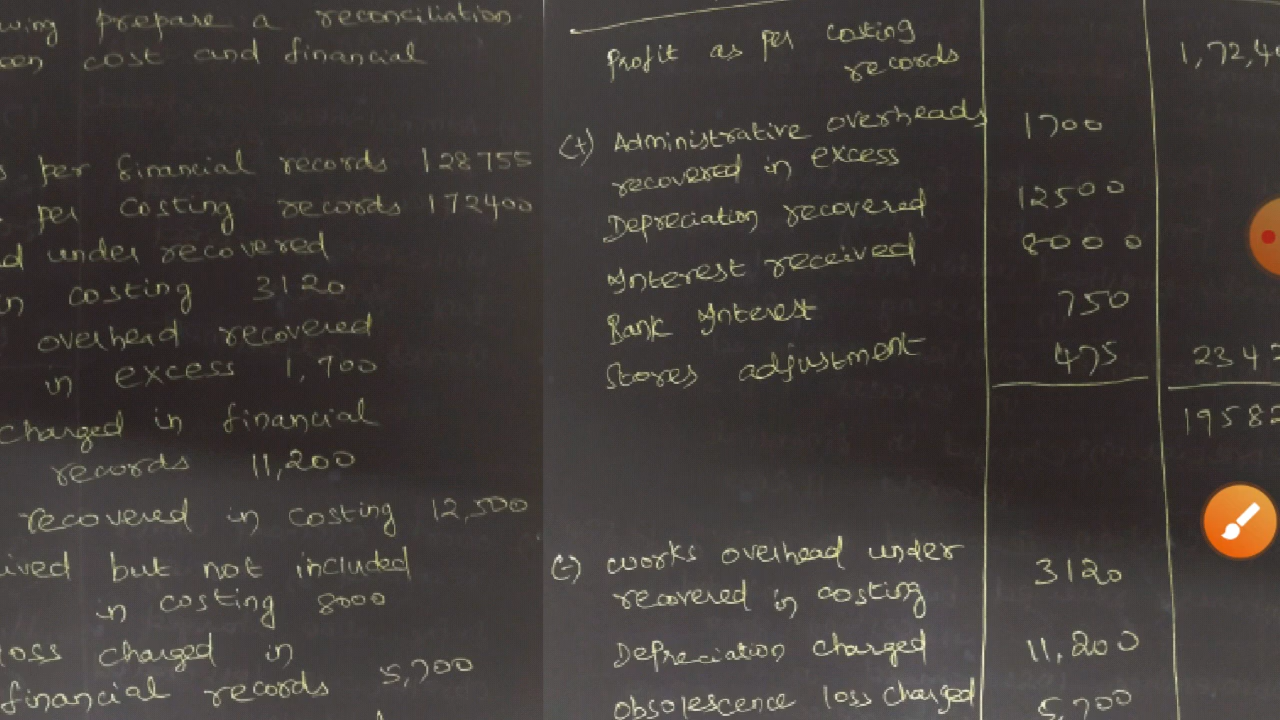 wing prepare a reconciliation
een cost and financial
s per financial records 128755
per costing records 172400
d under recovered
in costing 3120
overhead recovered
in excess 1,700
charged in financial
records 11,200
recovered in costing 12,500
ived but not included
in costing 8000
loss charged in
financial records 5,700
Profit as per costing
records 1,72,40
(+) Administrative overheads 1700
recovered in excess
Depreciation recovered 12500
Interest received 8000
Bank Interest 750
Stores adjustment 475 2342
19582
(-) works overhead under
recovered in costing 3120
Depreciation charged 11,200
obsolescence loss charged 5,700